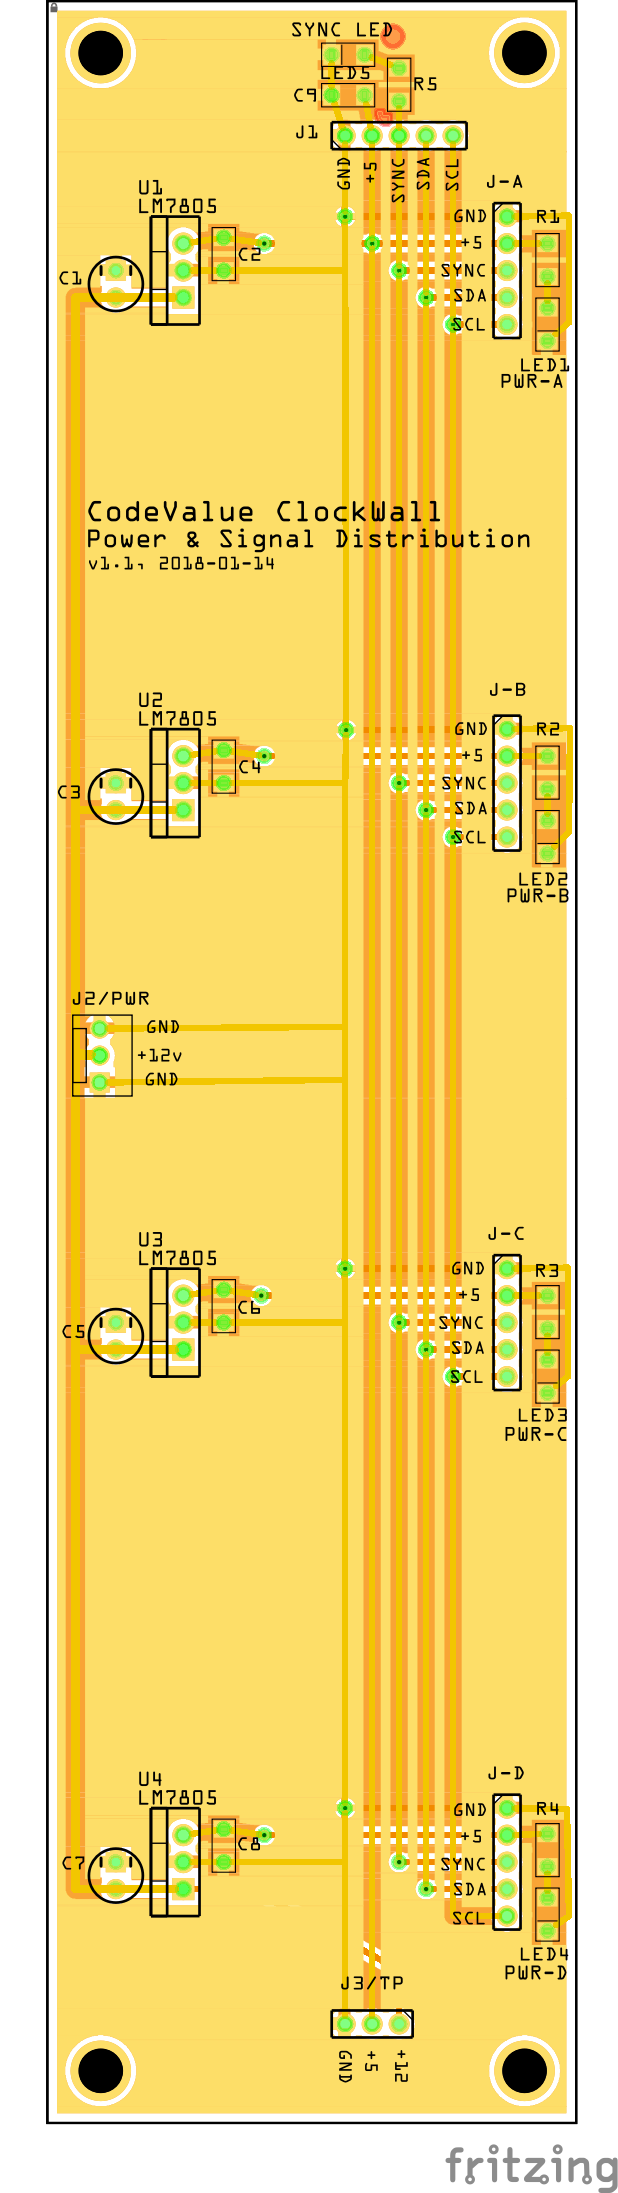 SYNC LED
LED5
C9
R5
J1
GND
+5
SYNC
SDA
SCL
J-A
U1
LM7805
C1
C2
GND
+5
SYNC
SDA
SCL
R1
LED1
PWR-A
CodeValue ClockWall
Power & Signal Distribution
v1.1, 2018-01-14
J-B
U2
LM7805
C3
C4
GND
+5
SYNC
SDA
SCL
R2
LED2
PWR-B
J2/PWR
GND
+12v
GND
J-C
U3
LM7805
C5
C6
GND
+5
SYNC
SDA
SCL
R3
LED3
PWR-C
J-D
U4
LM7805
C7
C8
GND
+5
SYNC
SDA
SCL
R4
LED4
PWR-D
J3/TP
GND
+5
+12
fritzing